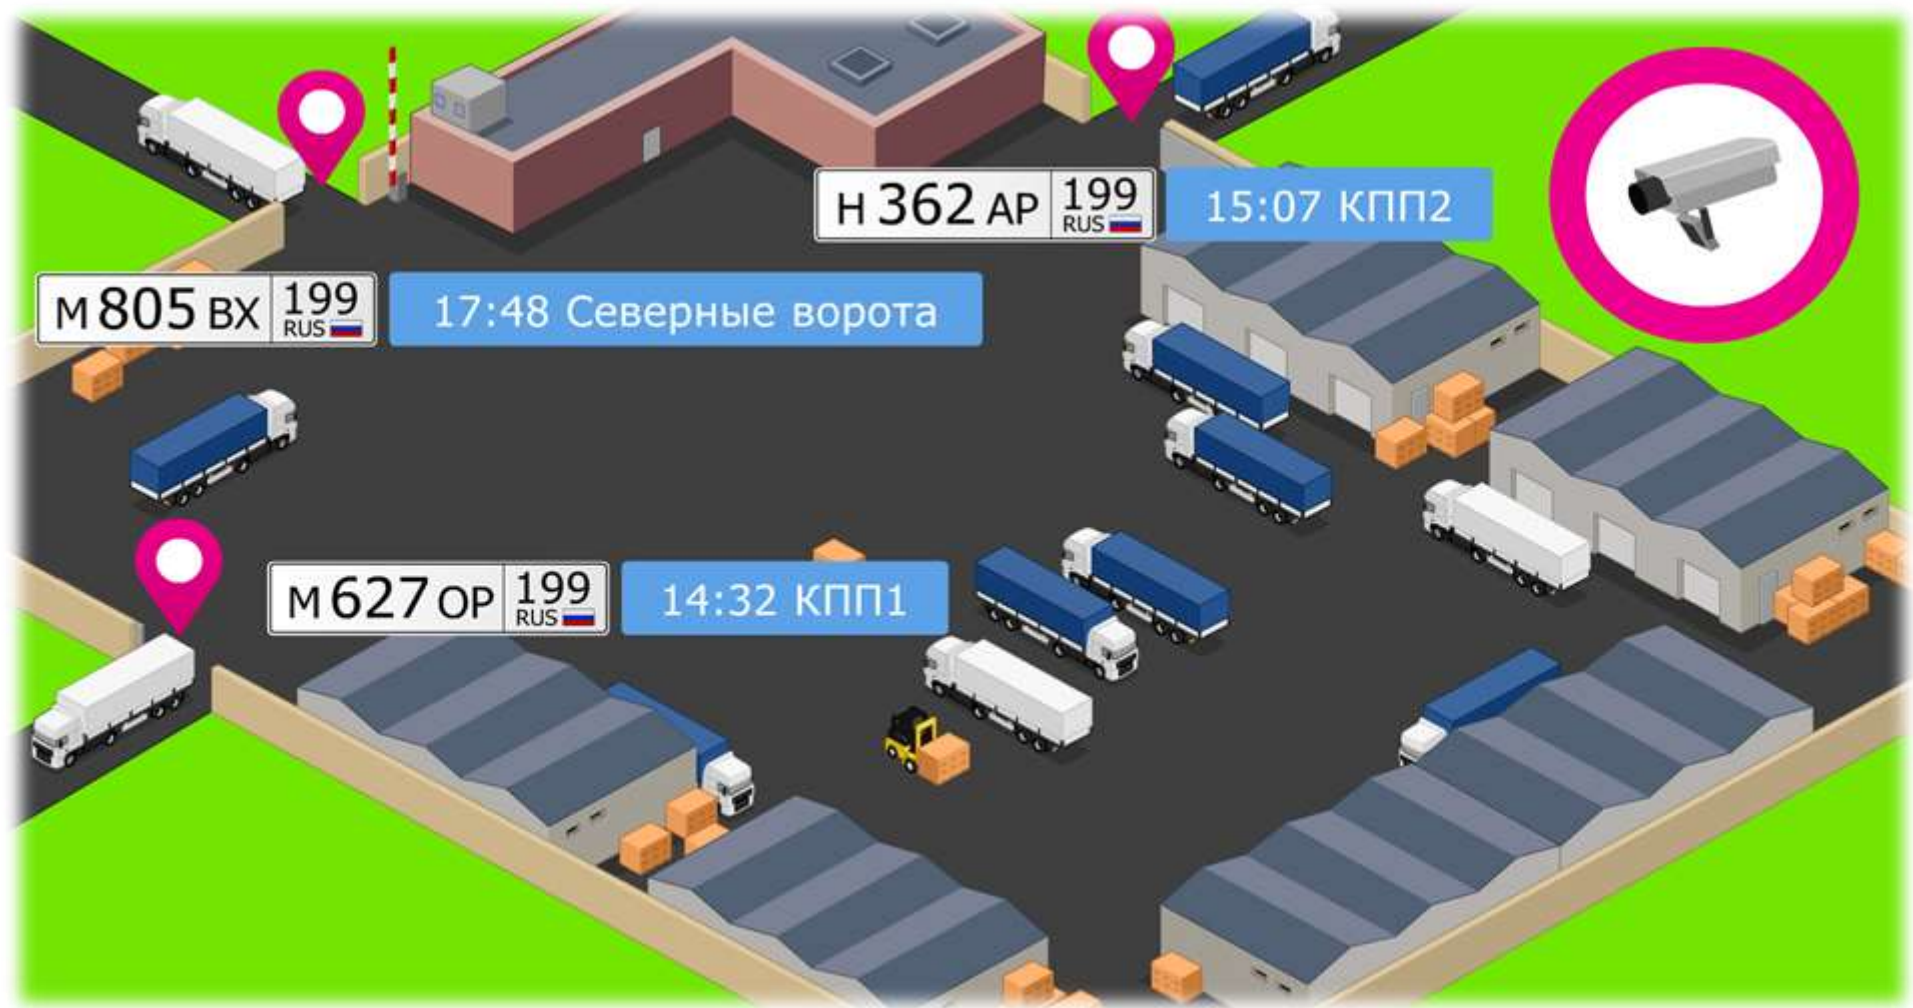 Н 362 АР 199
RUS
15:07 КПП2
М 805 ВХ 199
RUS
17:48 Северные ворота
М 627 ОР 199
RUS
14:32 КПП1